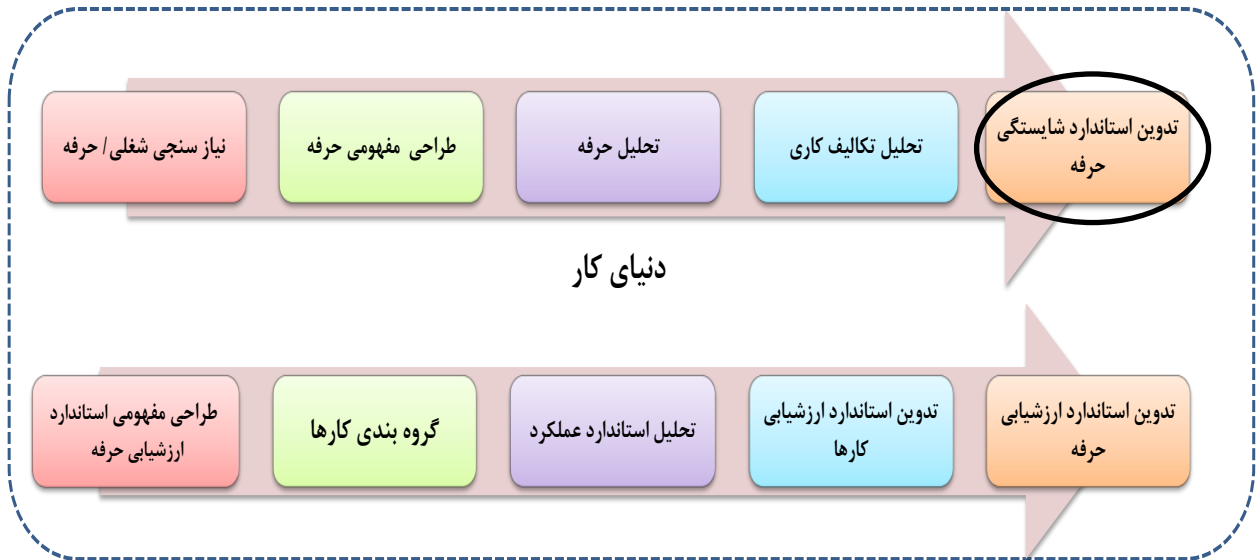 نیاز سنجی شغلی/ حرفه
طراحی مفهومی حرفه
تحلیل حرفه
تحلیل تکالیف کاری
تدوین استاندارد شایستگی
حرفه
دنیای کار
طراحی مفهومی استاندارد
ارزشیابی حرفه
گروه بندی کارها
تحلیل استاندارد عملکرد
تدوین استاندارد ارزشیابی
کارها
تدوین استاندارد ارزشیابی
حرفه